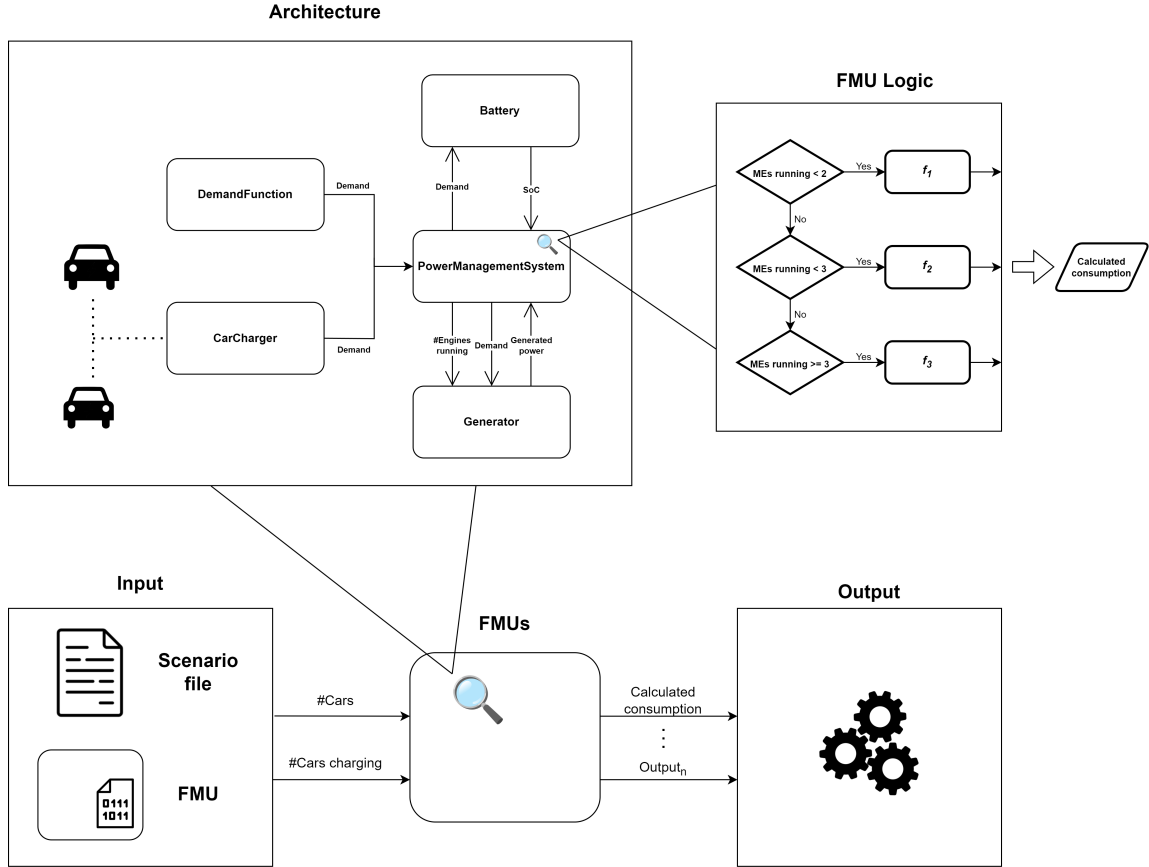 Architecture
Battery
DemandFunction
Demand
Demand
SoC
PowerManagementSystem
CarCharger
Demand
#Engines
running
Demand
Generated
power
Generator
FMU Logic
MEs running < 2
Yes
f1
No
MEs running < 3
Yes
f2
No
MEs running >= 3
Yes
f3
Calculated
consumption
Input
Scenario
file
FMU
0111
1011
#Cars
#Cars charging
FMUs
Calculated
consumption
Outputn
Output